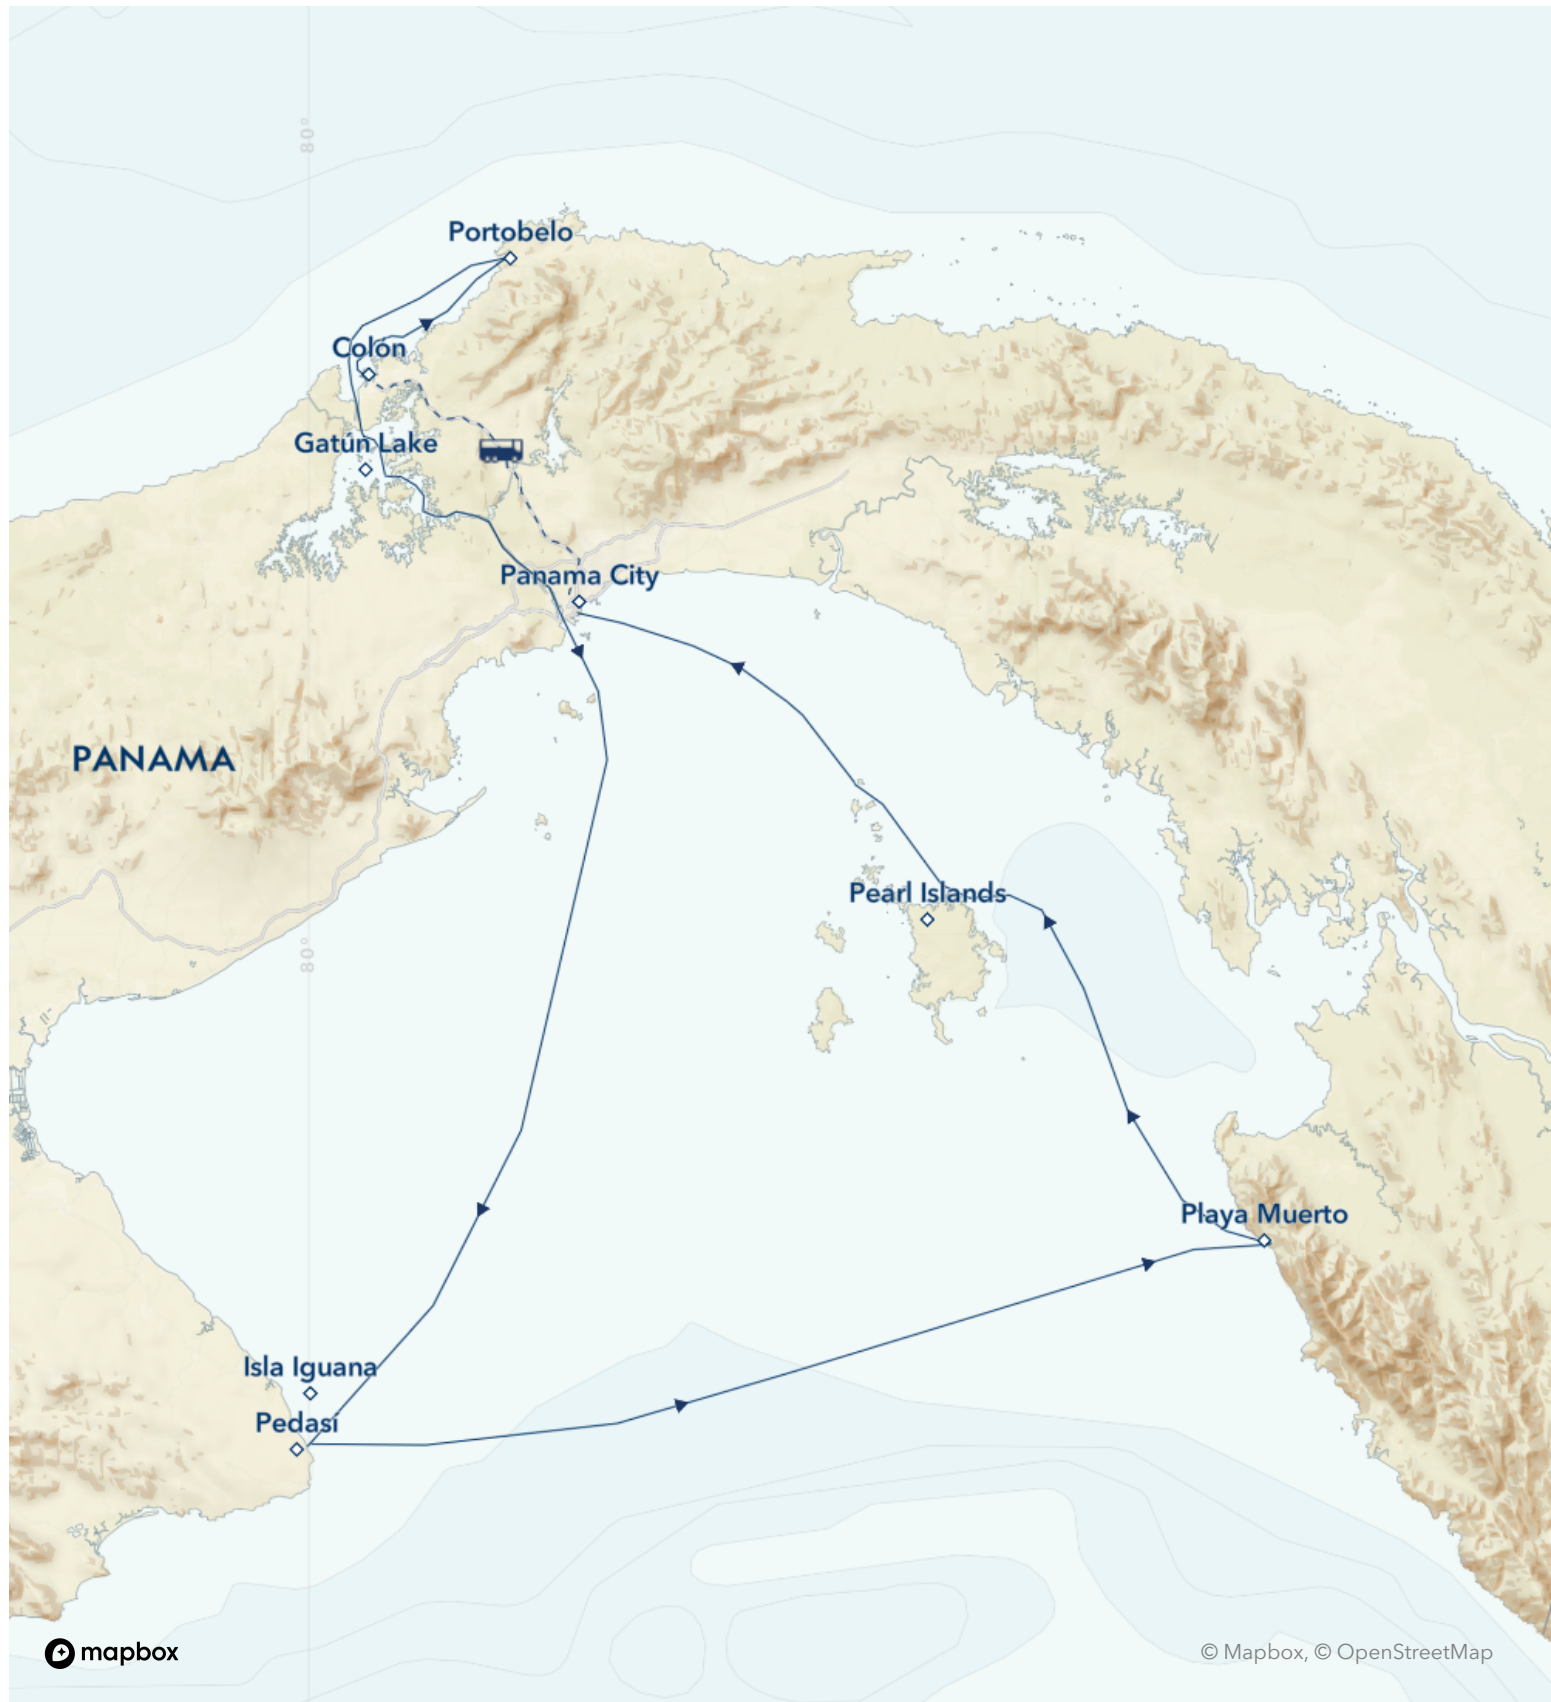 80°
Portobelo
Colón
Gatún Lake
Panama City
PANAMA
Pearl Islands
80°
Playa Muerto
Isla Iguana
Pedasí
mapbox
© Mapbox, © OpenStreetMap